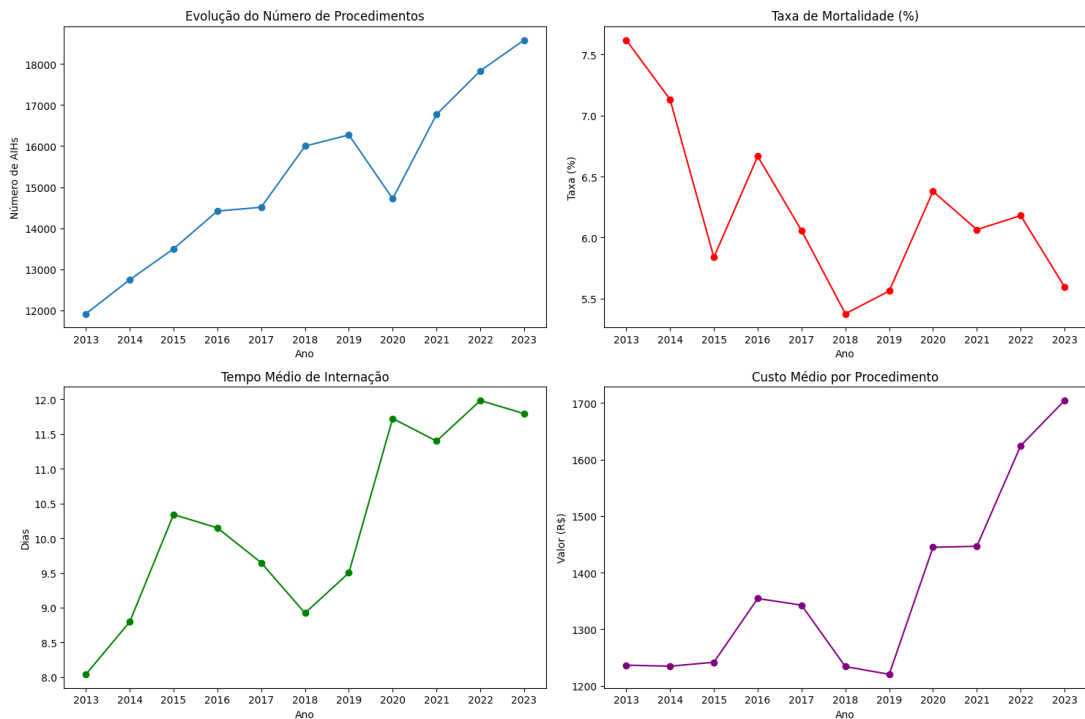 Evolução do Número de Procedimentos
Número de AIHs
18000
17000
16000
15000
14000
13000
12000
2013 2014 2015 2016 2017 2018 2019 2020 2021 2022 2023
Ano
Taxa de Mortalidade (%)
Taxa (%)
7.5
7.0
6.5
6.0
5.5
2013 2014 2015 2016 2017 2018 2019 2020 2021 2022 2023
Ano
Tempo Médio de Internação
Dias
12.0
11.5
11.0
10.5
10.0
9.5
9.0
8.5
8.0
2013 2014 2015 2016 2017 2018 2019 2020 2021 2022 2023
Ano
Custo Médio por Procedimento
Valor (R$)
1700
1600
1500
1400
1300
1200
2013 2014 2015 2016 2017 2018 2019 2020 2021 2022 2023
Ano